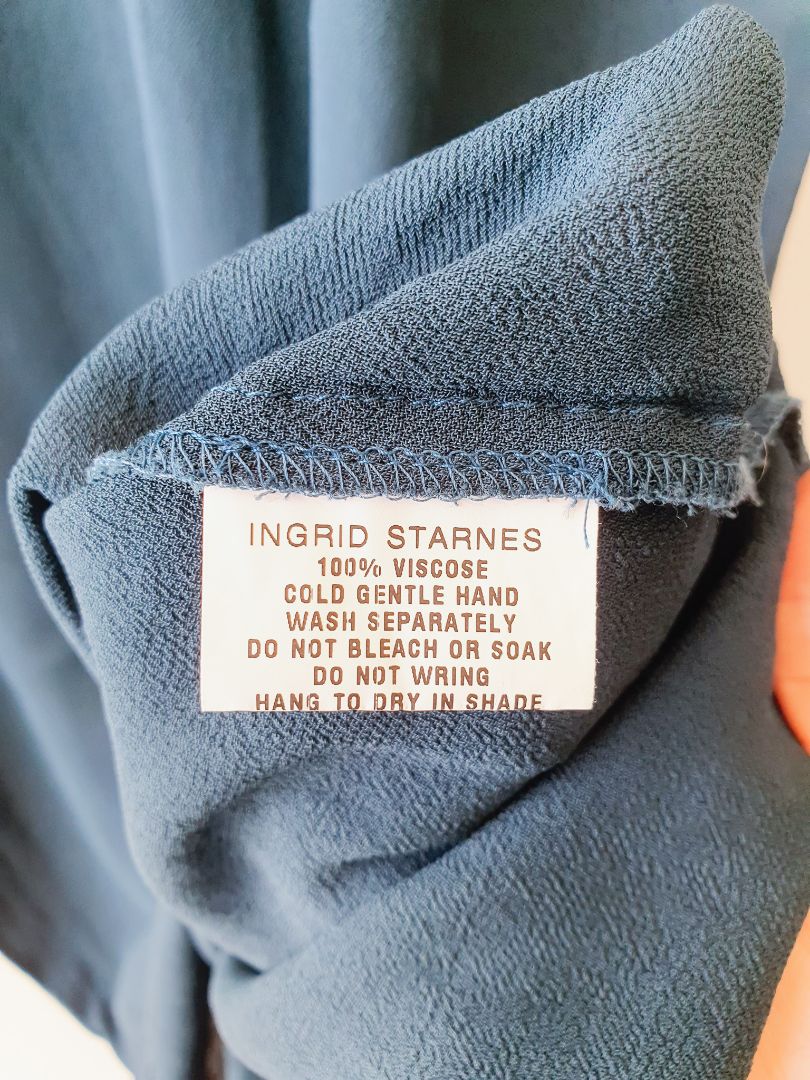 INGRID STARNES
100% VISCOSE
COLD GENTLE HAND
WASH SEPARATELY
DO NOT BLEACH OR SOAK
DO NOT WRING
HANG TO DRY IN SHADE